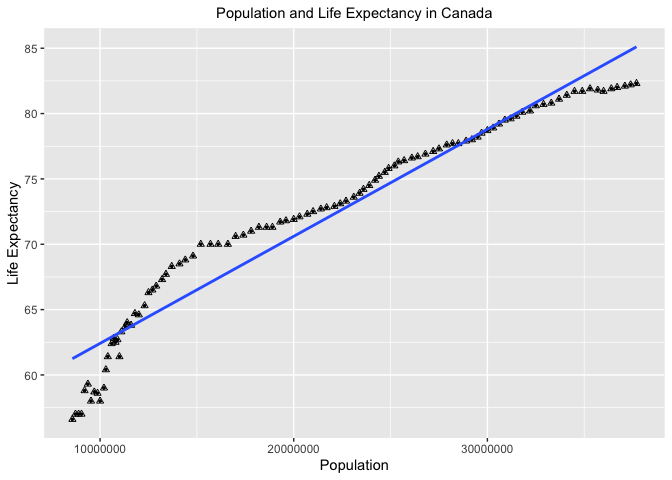 Population and Life Expectancy in Canada
85
80
75
70
65
60
Life Expectancy
10000000 20000000 30000000
Population